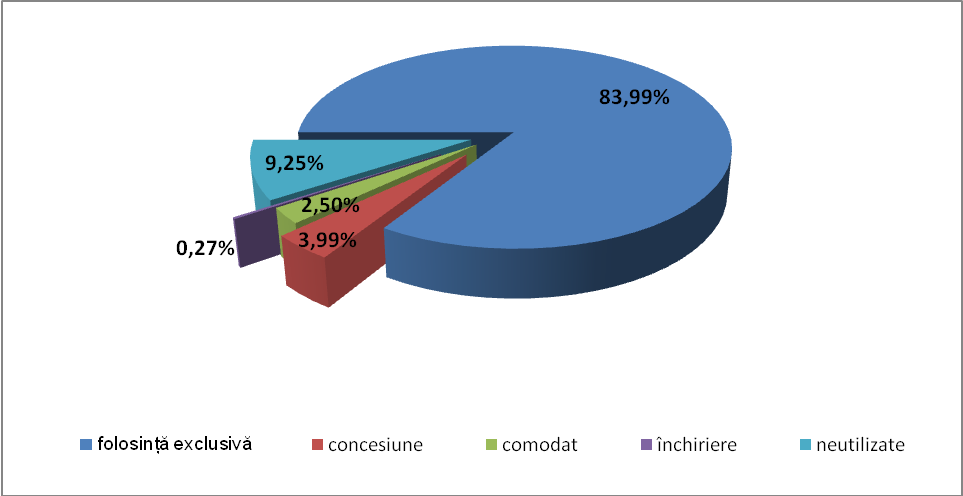 83,99%
9,25%
2,50%
3,99%
0,27%
folosință exclusivă
concesiune
comodat
închiriere
neutilizate